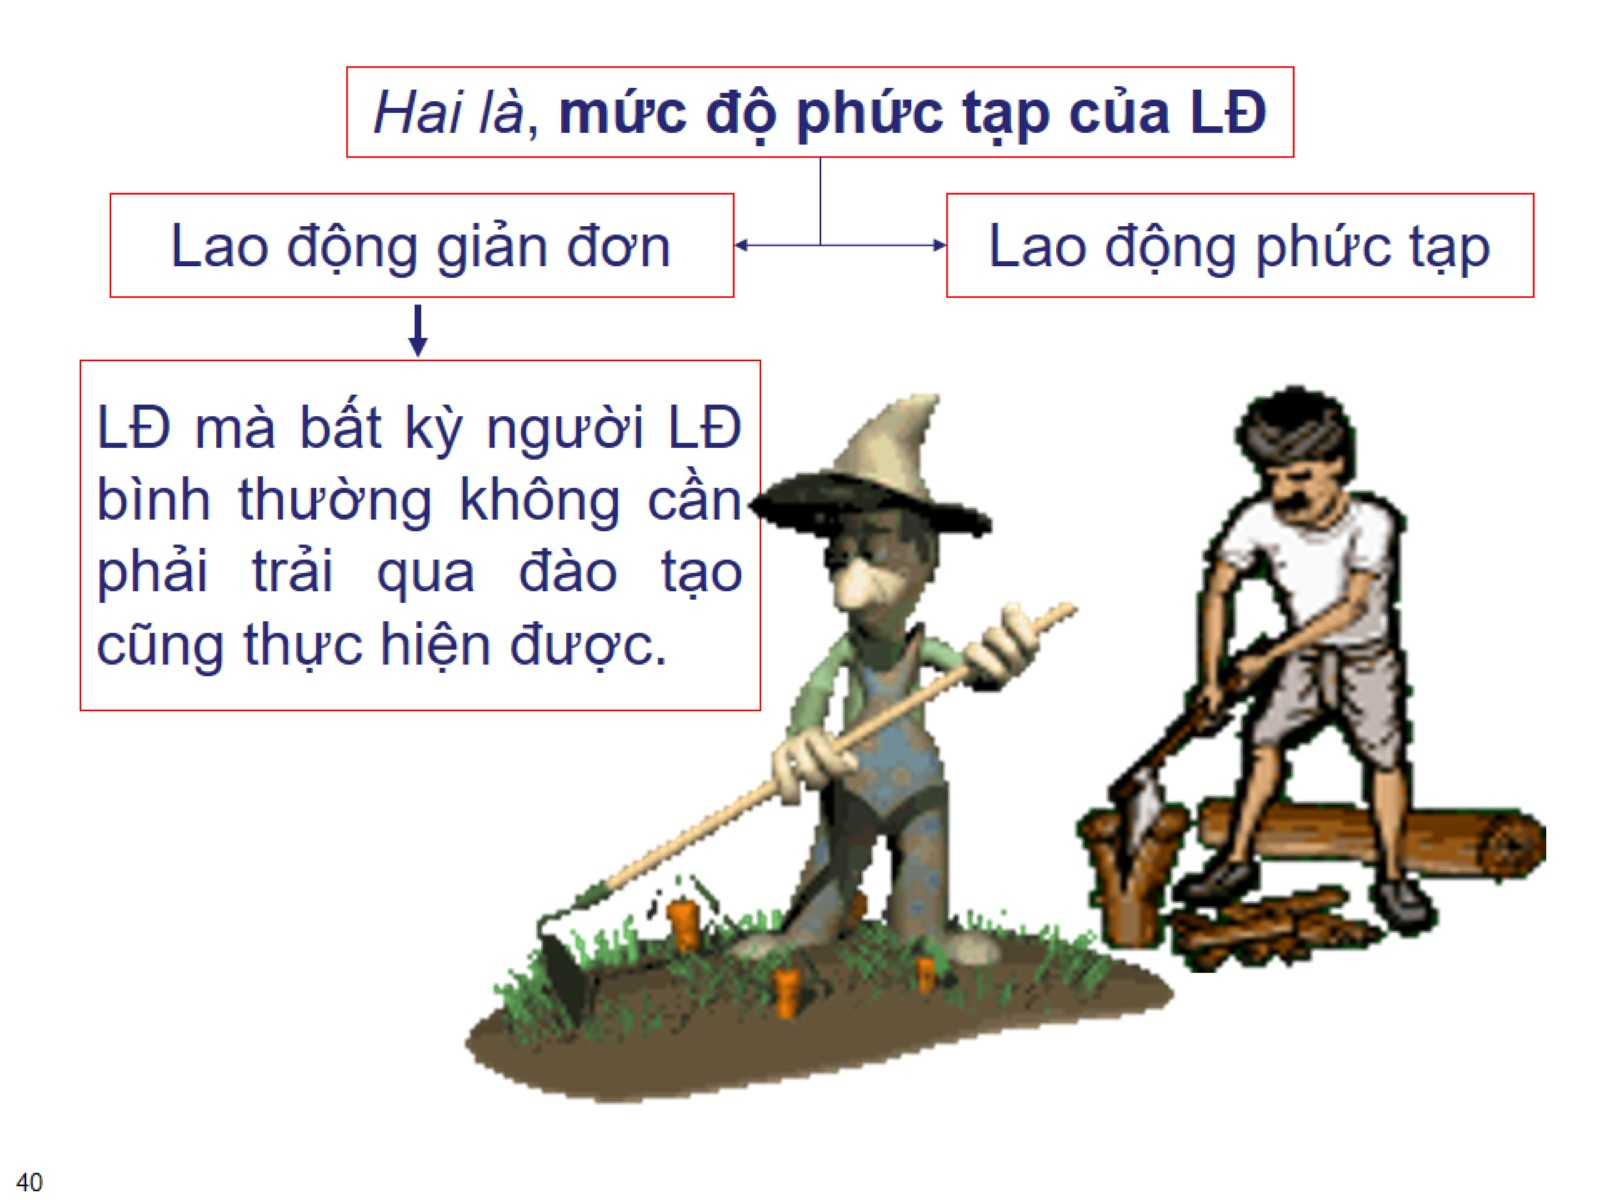 Hai là, mức độ phức tạp của LĐ
Lao động giản đơn
Lao động phức tạp
LĐ mà bất kỳ người LĐ
bình thường không cần
phải trải qua đào tạo
cũng thực hiện được.
40